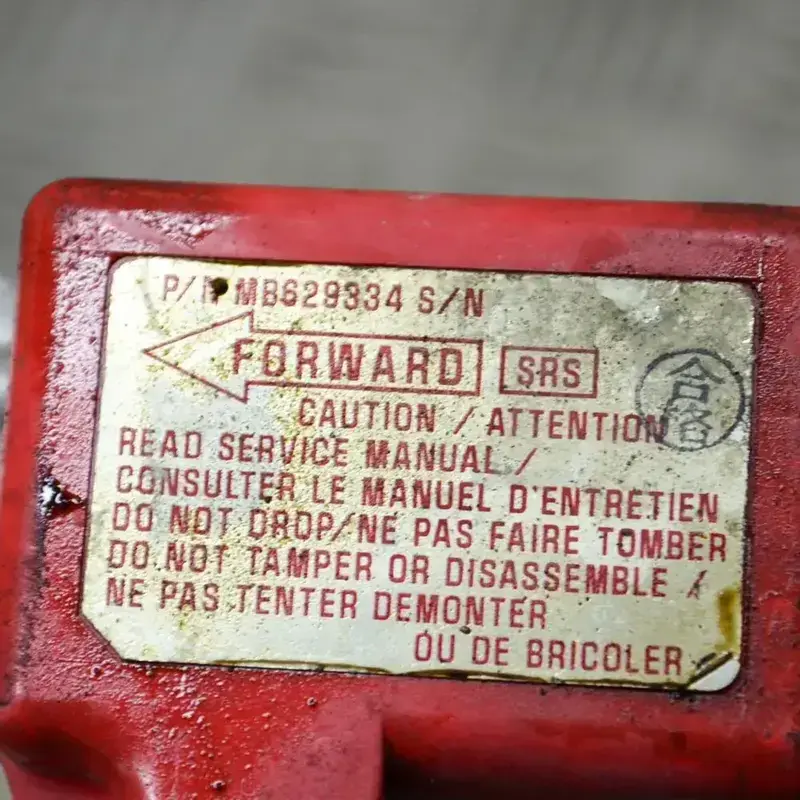 P/N MB629334 S/N
FORWARD SRS
合格
CAUTION / ATTENTION
READ SERVICE MANUAL /
CONSULTER LE MANUEL D'ENTRETIEN
DO NOT DROP/NE PAS FAIRE TOMBER
DO NOT TAMPER OR DISASSEMBLE /
NE PAS TENTER DEMONTER
OU DE BRICOLER